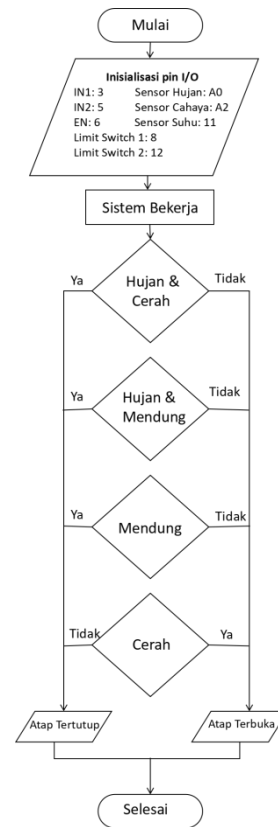 Mulai
Inisialisasi pin I/O
IN1: 3 Sensor Hujan: A0
IN2: 5 Sensor Cahaya: A2
EN: 6 Sensor Suhu: 11
Limit Switch 1: 8
Limit Switch 2: 12
Sistem Bekerja
Ya
Hujan &
Cerah
Tidak
Ya
Hujan &
Mendung
Tidak
Ya
Mendung
Tidak
Tidak
Cerah
Ya
Atap Tertutup
Atap Terbuka
Selesai